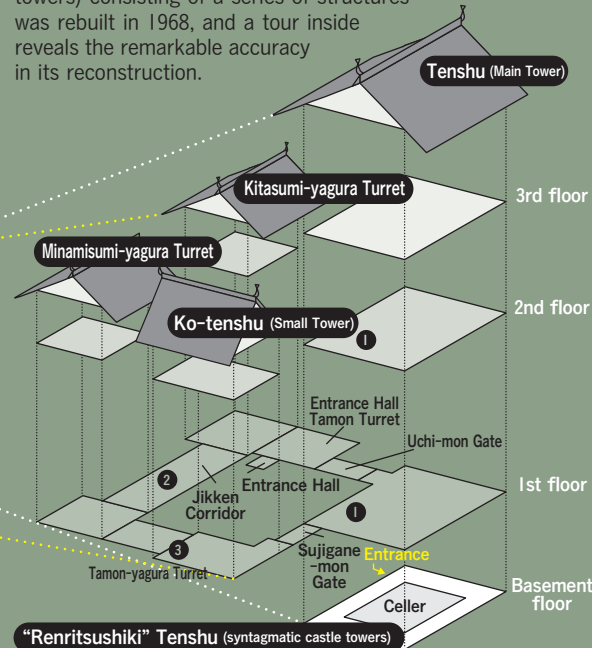 towers) consisting of a series of structures
was rebuilt in 1968, and a tour inside
reveals the remarkable accuracy
in its reconstruction.
Tenshu (Main Tower)
Kitasumi-yagura Turret
3rd floor
Minamisumi-yagura Turret
Ko-tenshu (Small Tower)
1
2nd floor
Entrance Hall
Tamon Turret
Uchi-mon Gate
2
Jikken
Corridor
Entrance Hall
1
1st floor
3
Tamon-yagura Turret
Sujigane
-mon
Gate
Entrance
Celler
Basement
floor
"Renritsushiki" Tenshu (syntagmatic castle towers)